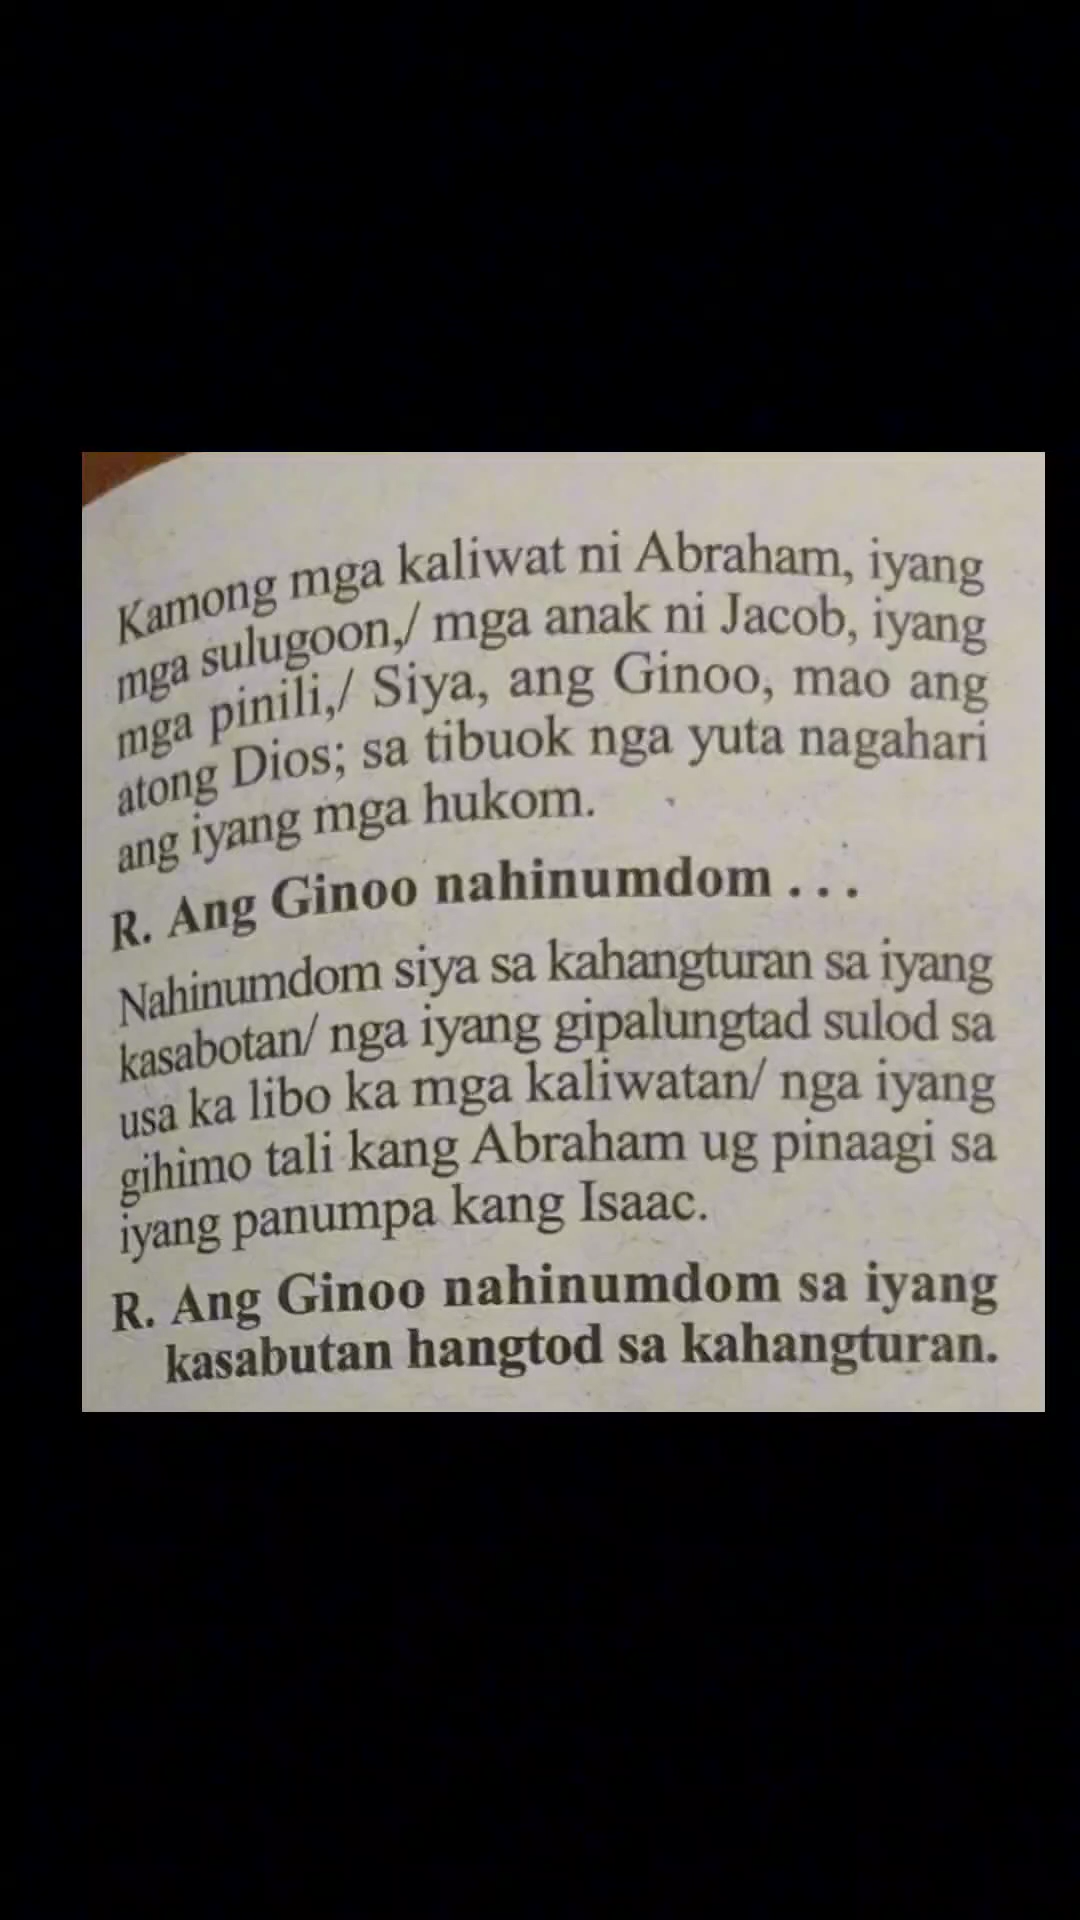 Kamong mga kaliwat ni Abraham, iyang
mga sulugoon,/ mga anak ni Jacob, iyang
mga pinili,/ Siya, ang Ginoo, mao ang
atong Dios; sa tibuok nga yuta nagahari
ang iyang mga hukom.
R. Ang Ginoo nahinumdom . . .
Nahinumdom siya sa kahangturan sa iyang
kasabotan/ nga iyang gipalungtad sulod sa
usa ka libo ka mga kaliwatan/ nga iyang
gihimo tali kang Abraham ug pinaagi sa
iyang panumpa kang Isaac.
R. Ang Ginoo nahinumdom sa iyang
kasabutan hangtod sa kahangturan.